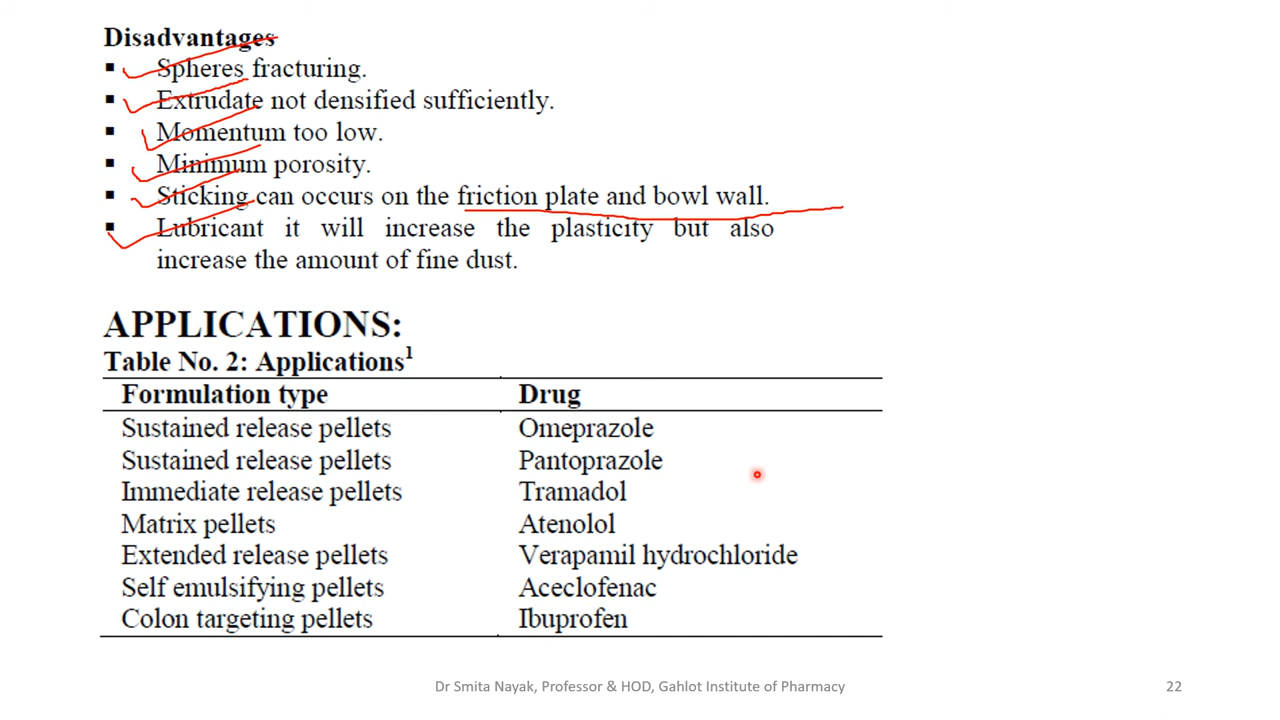 Disadvantages
▪ Spheres fracturing.
▪ Extrudate not densified sufficiently.
▪ Momentum too low.
▪ Minimum porosity.
▪ Sticking can occurs on the friction plate and bowl wall.
▪ Lubricant it will increase the plasticity but also
increase the amount of fine dust.
APPLICATIONS:
Table No. 2: Applications1
Formulation type Drug
Sustained release pellets Omeprazole
Sustained release pellets Pantoprazole
Immediate release pellets Tramadol
Matrix pellets Atenolol
Extended release pellets Verapamil hydrochloride
Self emulsifying pellets Aceclofenac
Colon targeting pellets Ibuprofen
Dr Smita Nayak, Professor & HOD, Gahlot Institute of Pharmacy 22